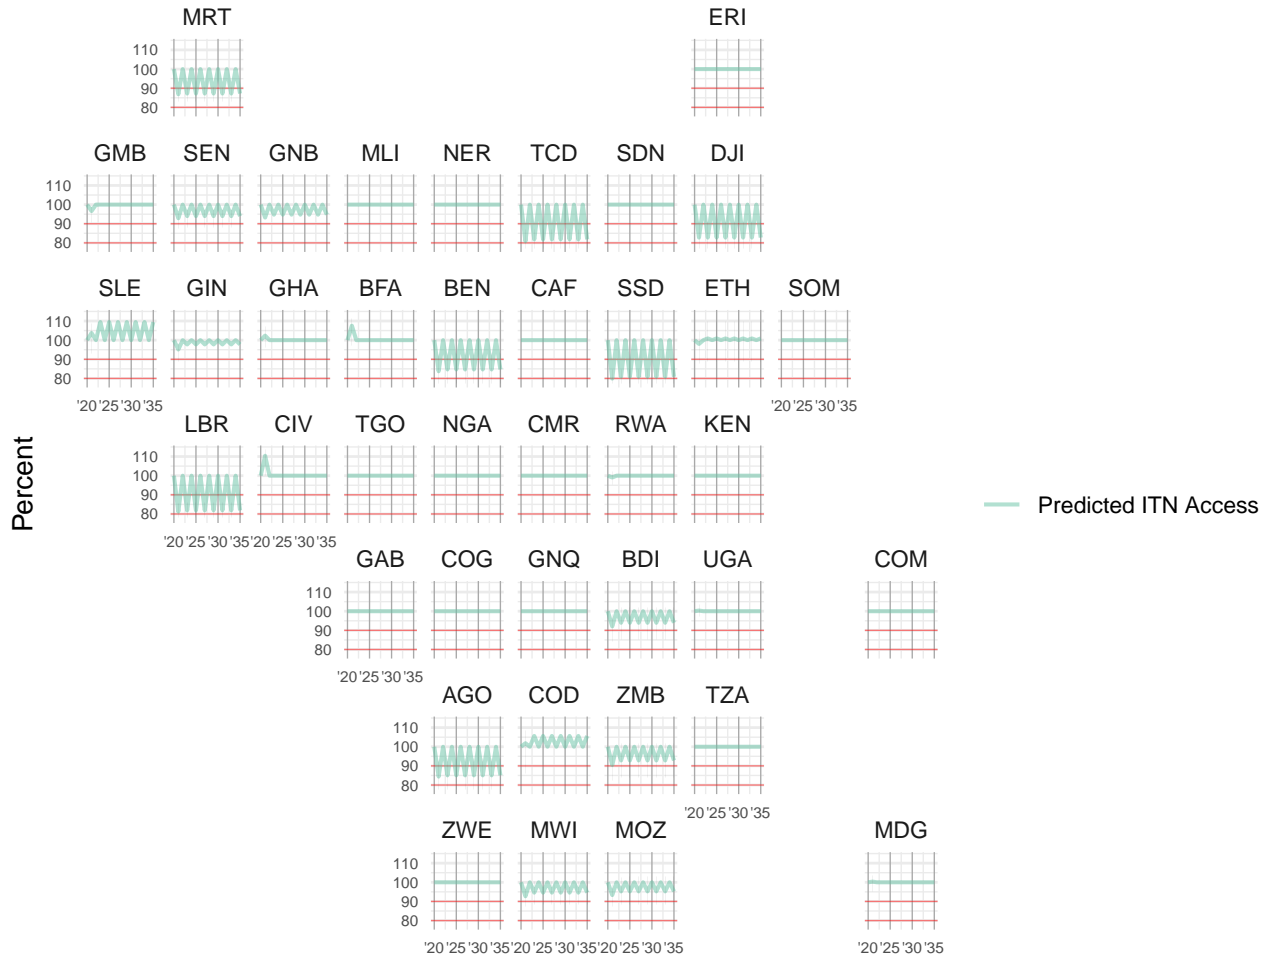 MRT ERI
110
100
90
80
GMB SEN GNB MLI NER TCD SDN DJI
110
100
90
80
SLE GIN GHA BFA BEN CAF SSD ETH SOM
110
100
90
80
'20 '25 '30 '35 '20 '25 '30 '35
LBR CIV TGO NGA CMR RWA KEN
110
100
90
80
'20 '25 '30 '35 '20 '25 '30 '35
GAB COG GNQ BDI UGA COM
110
100
90
80
'20 '25 '30 '35
AGO COD ZMB TZA
110
100
90
80
'20 '25 '30 '35
ZWE MWI MOZ MDG
110
100
90
80
'20 '25 '30 '35 '20 '25 '30 '35 '20 '25 '30 '35 '20 '25 '30 '35
Percent
Predicted ITN Access